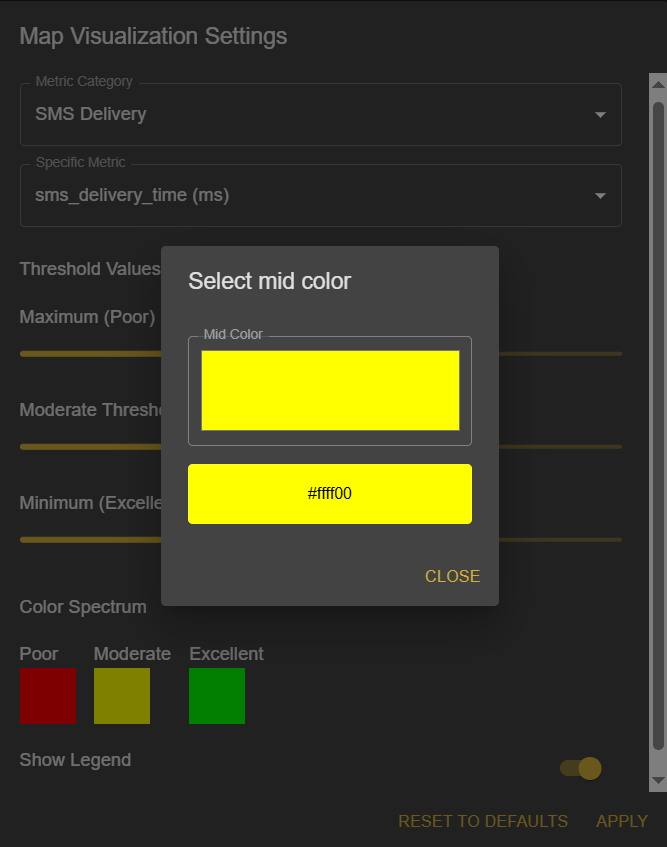 Map Visualization Settings
Metric Category
SMS Delivery
Specific Metric
sms_delivery_time (ms)
Threshold Values
Maximum (Poor)
Moderate Thresh
Minimum (Excelle
Select mid color
Mid Color
#ffff00
CLOSE
Color Spectrum
Poor Moderate Excellent
Show Legend
RESET TO DEFAULTS APPLY